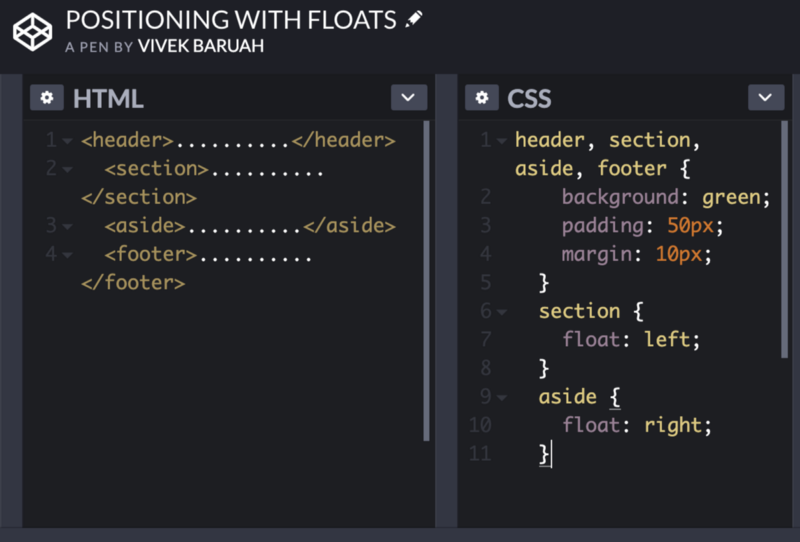 POSITIONING WITH FLOATS
A PEN BY VIVEK BARUAH
HTML
1 <header>..........</header>
2 <section>..........
</section>
3 <aside>..........</aside>
4 <footer>..........
</footer>
CSS
1 header, section,
aside, footer {
2 background: green;
3 padding: 50px;
4 margin: 10px;
5 }
6 section {
7 float: left;
8 }
9 aside {
10 float: right;
11 }